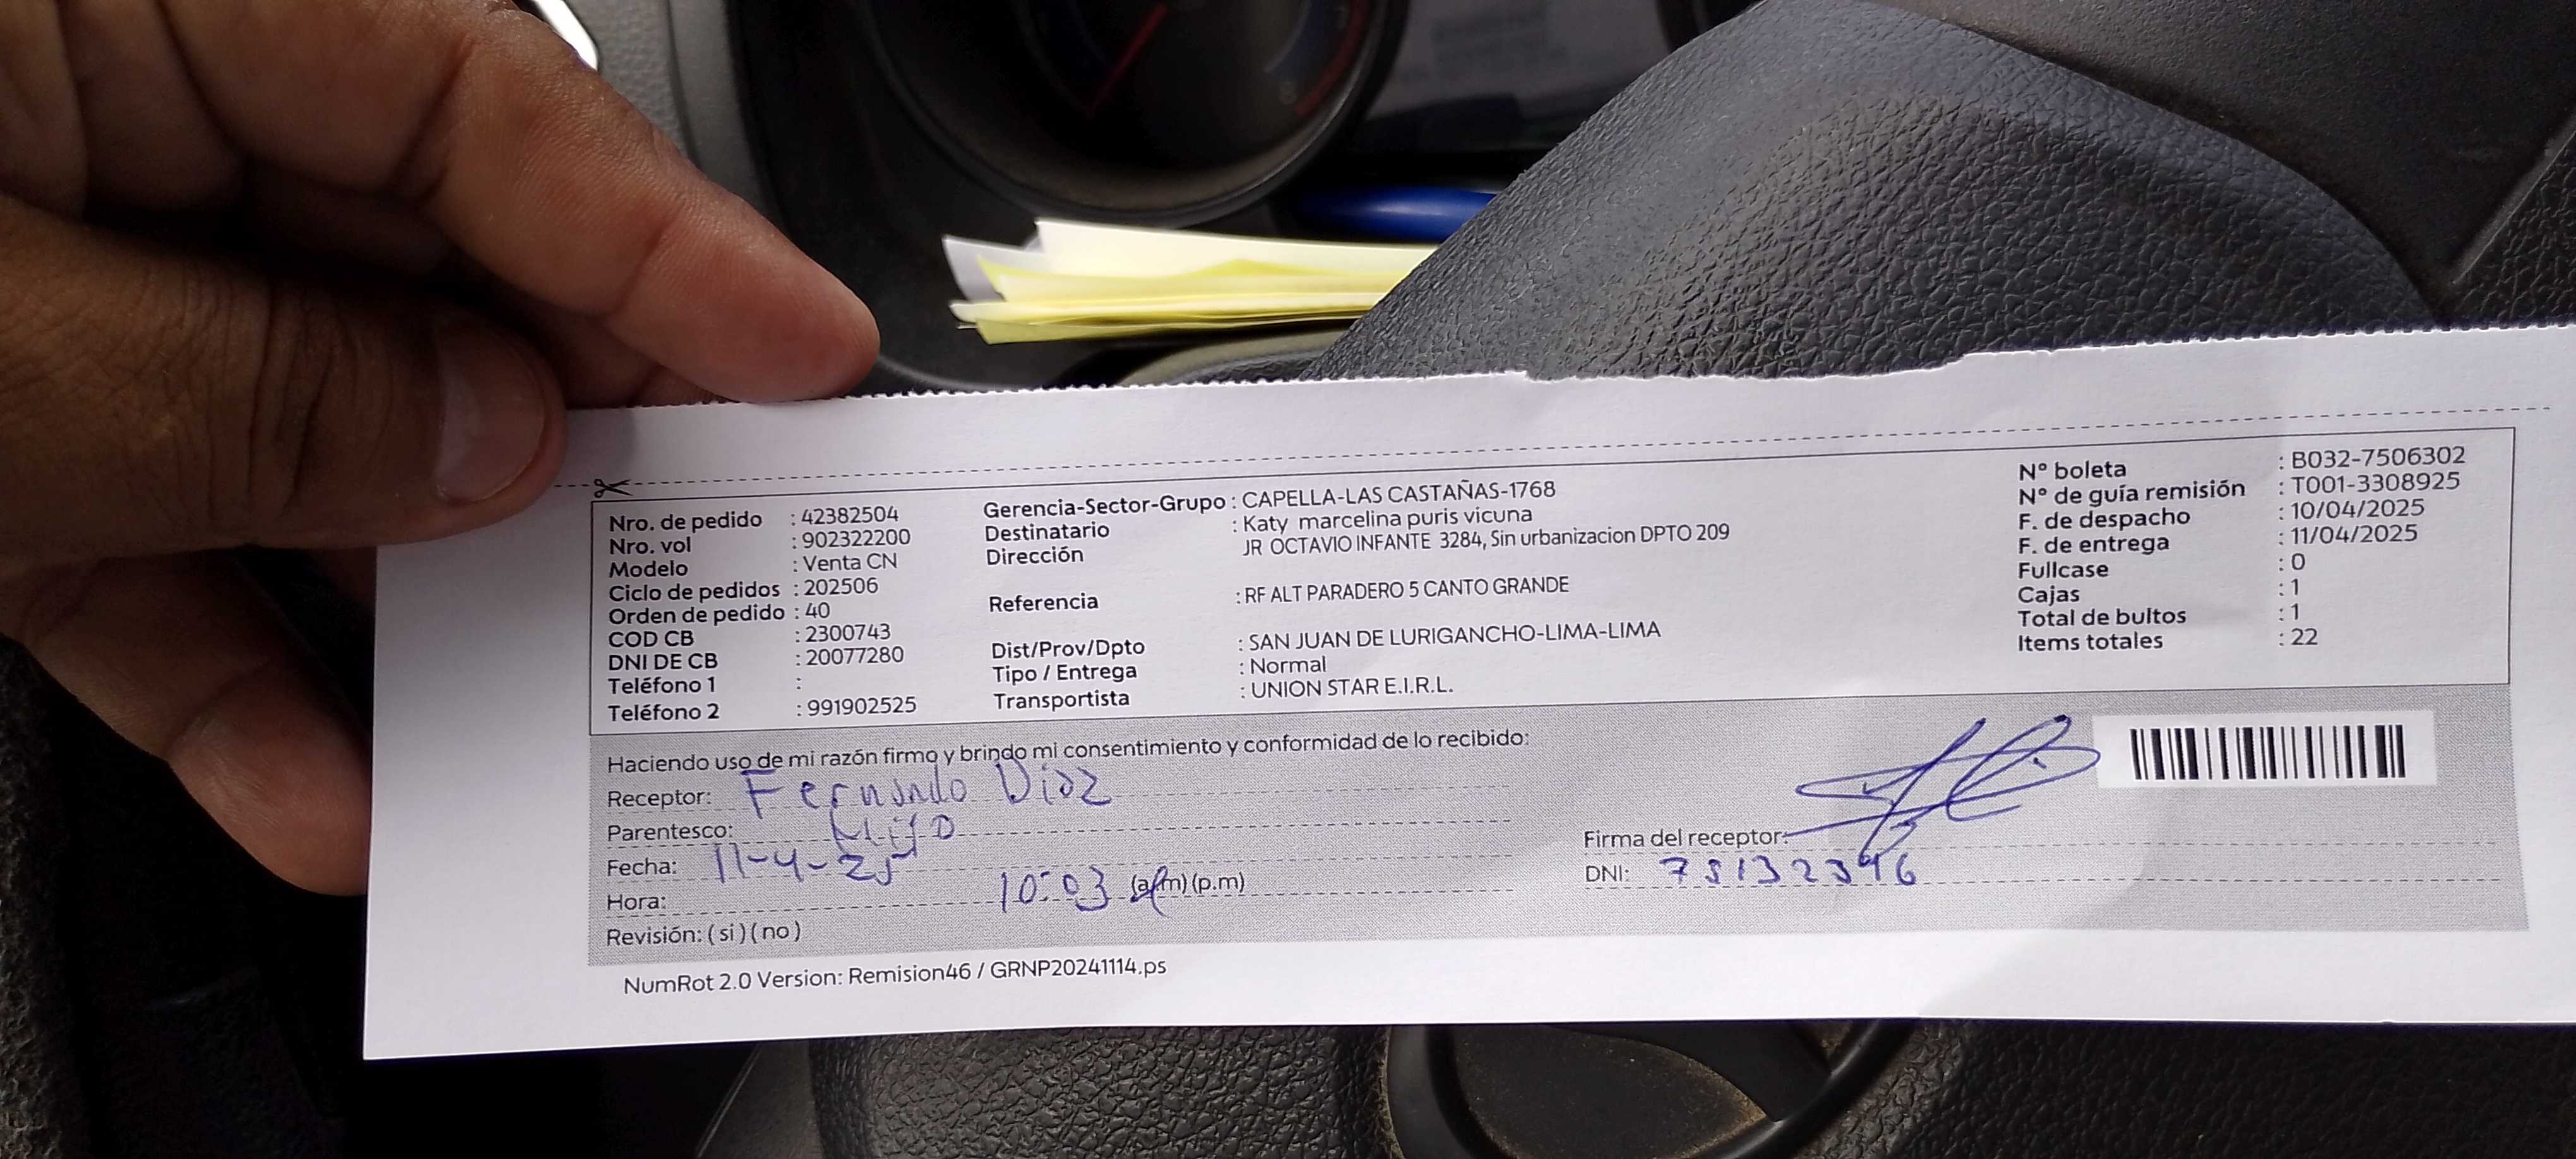 Nro. de pedido : 42382504
Nro. vol : 902322200
Modelo : Venta CN
Ciclo de pedidos : 202506
Orden de pedido : 40
COD CB : 2300743
DNI DE CB : 20077280
Teléfono 1 :
Teléfono 2 : 991902525
Gerencia-Sector-Grupo : CAPELLA-LAS CASTAÑAS-1768
Destinatario : Katy marcelina puris vicuna
Dirección JR OCTAVIO INFANTE 3284, Sin urbanizacion DPTO 209
Referencia : RF ALT PARADERO 5 CANTO GRANDE
Dist/Prov/Dpto : SAN JUAN DE LURIGANCHO-LIMA-LIMA
Tipo / Entrega : Normal
Transportista : UNION STAR E.I.R.L.
N° boleta : B032-7506302
N° de guía remisión : T001-3308925
F. de despacho : 10/04/2025
F. de entrega : 11/04/2025
Fullcase : 0
Cajas : 1
Total de bultos : 1
Items totales : 22
Haciendo uso de mi razón firmo y brindo mi consentimiento y conformidad de lo recibido:
Receptor: Fernando Diaz
Parentesco: HijO
Fecha: 11-4-25
Hora: 10:03 (a.m) (p.m)
Revisión: ( si ) ( no )
Firma del receptor:
DNI:
NumRot 2.0 Version: Remision46 / GRNP20241114.ps